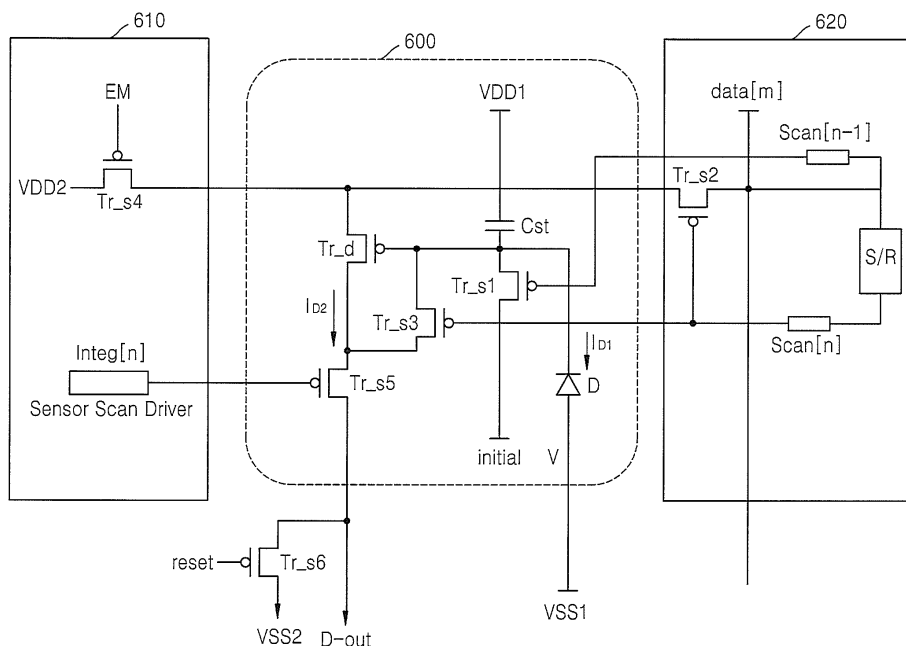 610
600
620
EM
VDD1
data[m]
Scan[n-1]
VDD2
Tr_s4
Tr_s2
Cst
Tr_d
Tr_s1
S/R
ID2
Tr_s3
ID1
Scan[n]
Integ[n]
Tr_s5
D
Sensor Scan Driver
initial
V
reset
Tr_s6
VSS1
VSS2
D-out